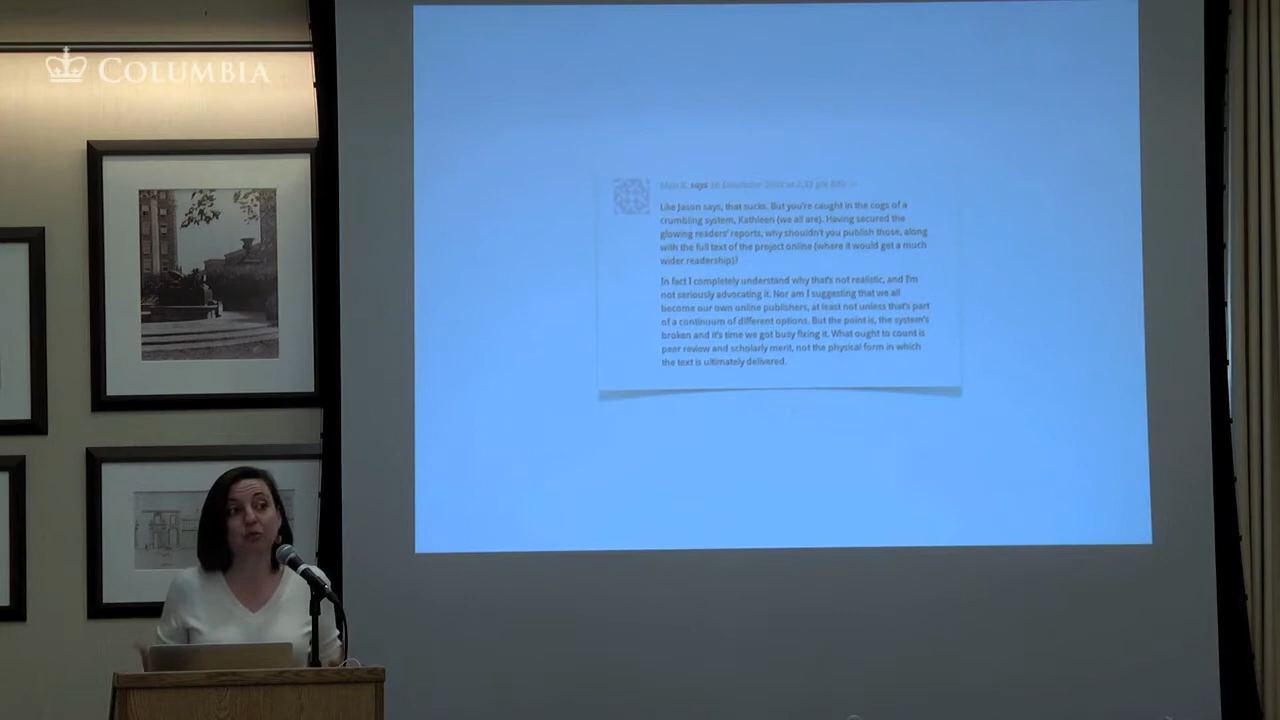 COLUMBIA
says
Like Jason says, that sucks. But you're caught in the cogs of a
crumbling system, Kathleen (we all are). Having secured the
glowing readers' reports, why shouldn't you publish those, along
with the full text of the project online (where it would get a much
wider readership)?
In fact I completely understand why that's not realistic, and I'm
not seriously advocating it. Nor am I suggesting that we all
become our own online publishers, at least not unless that's part
of a continuum of different options. But the point is, the system's
broken and it's time we got busy fixing it. What ought to count is
peer review and scholarly merit, not the physical form in which
the text is ultimately delivered.